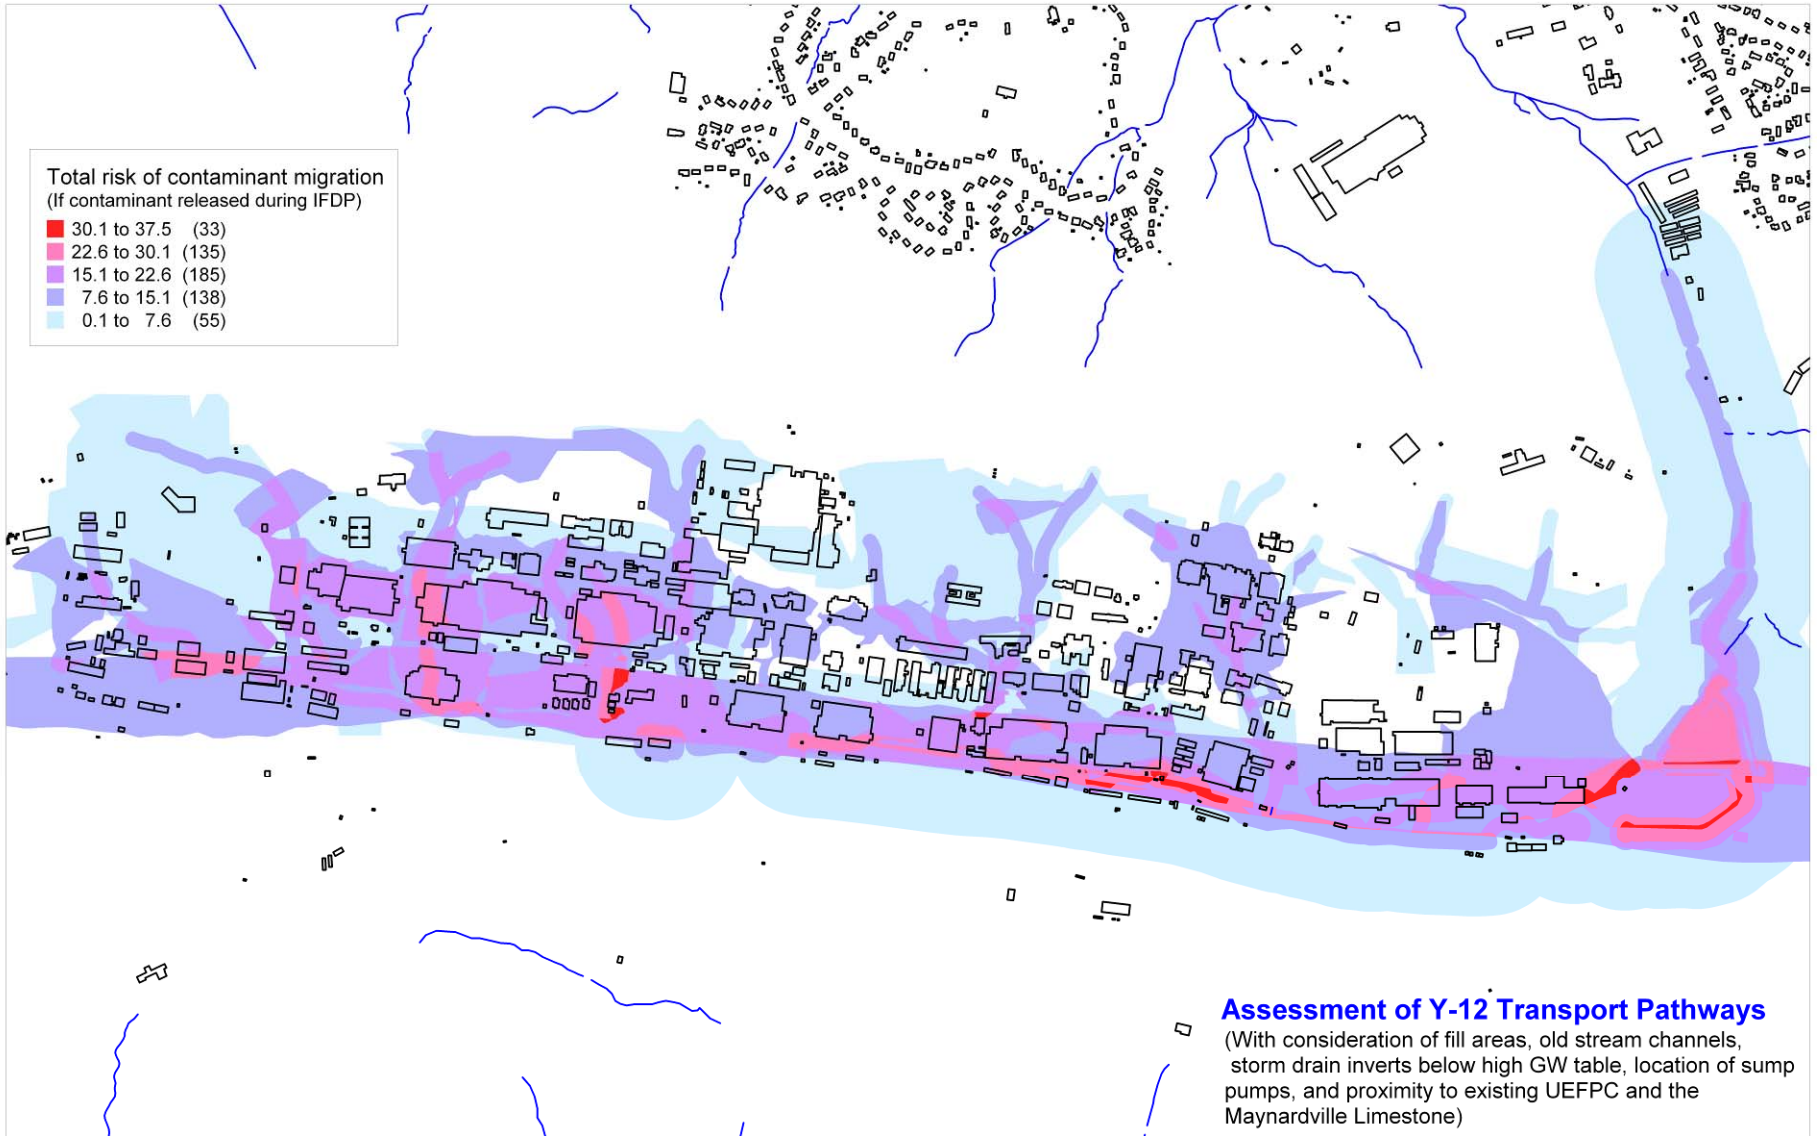 Total risk of contaminant migration
(If contaminant released during IFDP)
30.1 to 37.5 (33)
22.6 to 30.1 (135)
15.1 to 22.6 (185)
7.6 to 15.1 (138)
0.1 to 7.6 (55)
Assessment of Y-12 Transport Pathways
(With consideration of fill areas, old stream channels,
storm drain inverts below high GW table, location of sump
pumps, and proximity to existing UEFPC and the
Maynardville Limestone)